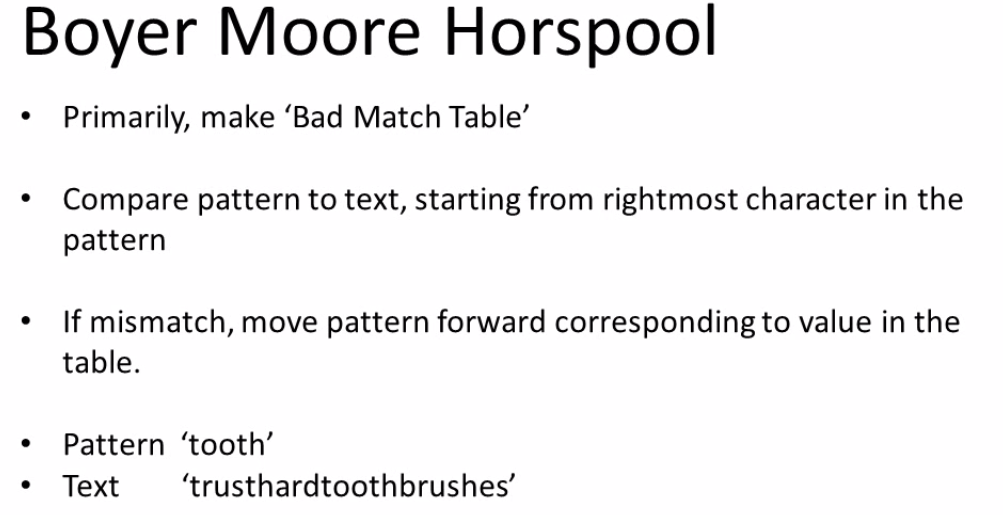 Boyer Moore Horspool
• Primarily, make ‘Bad Match Table’
• Compare pattern to text, starting from rightmost character in the
pattern
• If mismatch, move pattern forward corresponding to value in the
table.
• Pattern ‘tooth’
• Text ‘trusthardtoothbrushes’